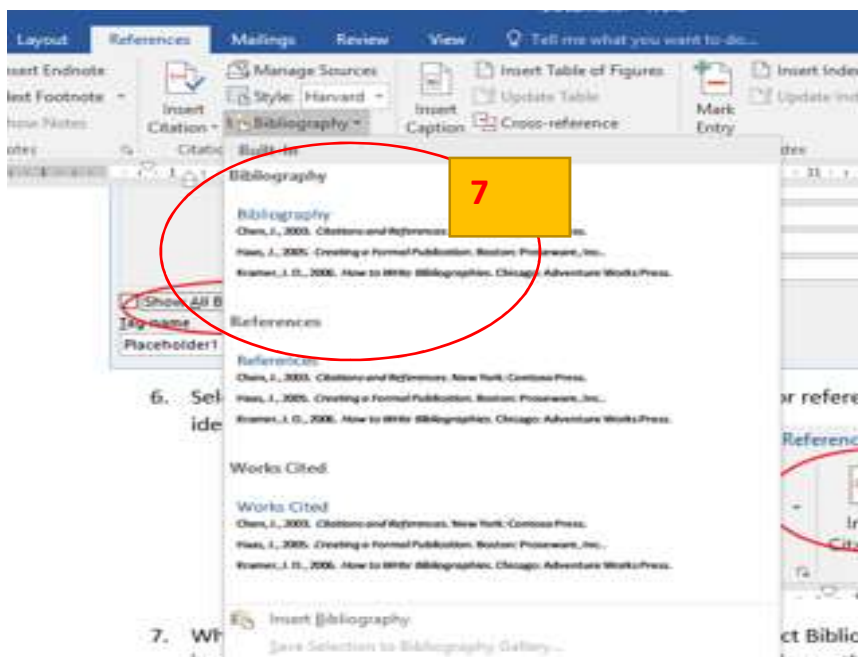 Layout References Mailings Review View Tell me what you want to do...
Insert Endnote
Next Footnote
Show Notes
Insert
Citation
Manage Sources
Style: Harvard
Bibliography
Insert
Caption
Insert Table of Figures
Update Table
Cross-reference
Mark
Entry
Insert Index
Update
Built-In
Bibliography
7
Bibliography
Chen, J., 2003. Citations and References.
Haas, J., 2005. Creating a Formal Publication. Boston: Proseware, Inc..
Kramer, J. D., 2006. How to Write Bibliographies. Chicago: Adventure Works Press.
Show All B
Tag name
Placeholder1
References
References
Chen, J., 2003. Citations and References. New York: Contoso Press.
Haas, J., 2005. Creating a Formal Publication. Boston: Proseware, Inc..
Kramer, J. D., 2006. How to Write Bibliographies. Chicago: Adventure Works Press.
6. Sel
ide
or refere
Referenc
Works Cited
Works Cited
Chen, J., 2003. Citations and References. New York: Contoso Press.
Haas, J., 2005. Creating a Formal Publication. Boston: Proseware, Inc..
Kramer, J. D., 2006. How to Write Bibliographies. Chicago: Adventure Works Press.
In
Cita
Insert Bibliography
Save Selection to Bibliography Gallery...
7. Wh
ct Biblio